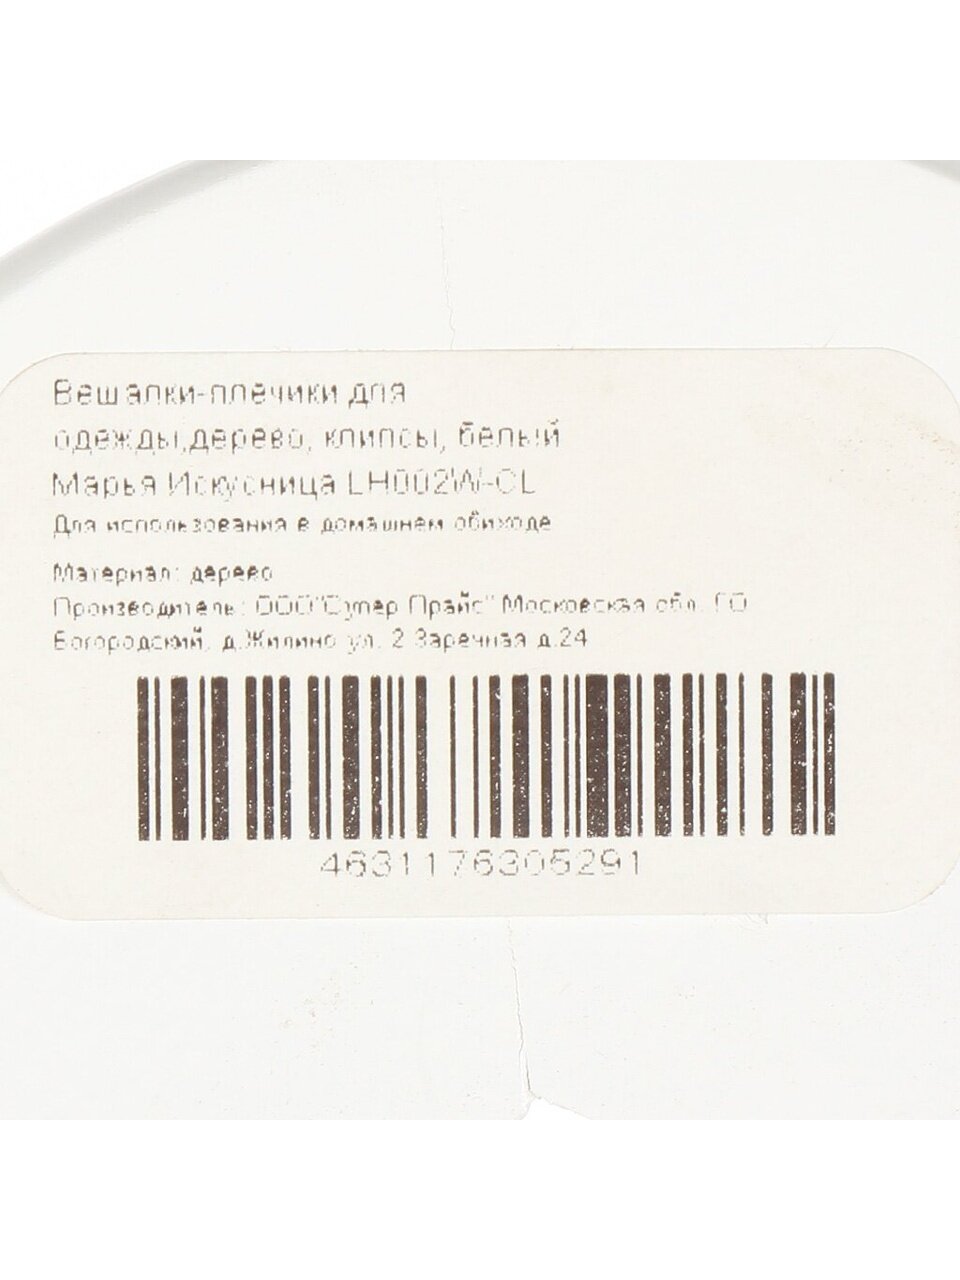 Вешалки-плечики для
одежды,дерево, клипсы, белый
Марья Искусница LH002W-CL
Для использования в домашнем обиходе
Материал: дерево
Производитель: ООО"Супер Прайс" Московская обл. ГО
Богородский, д.Жилино ул. 2 Заречная д.24
4631176305291